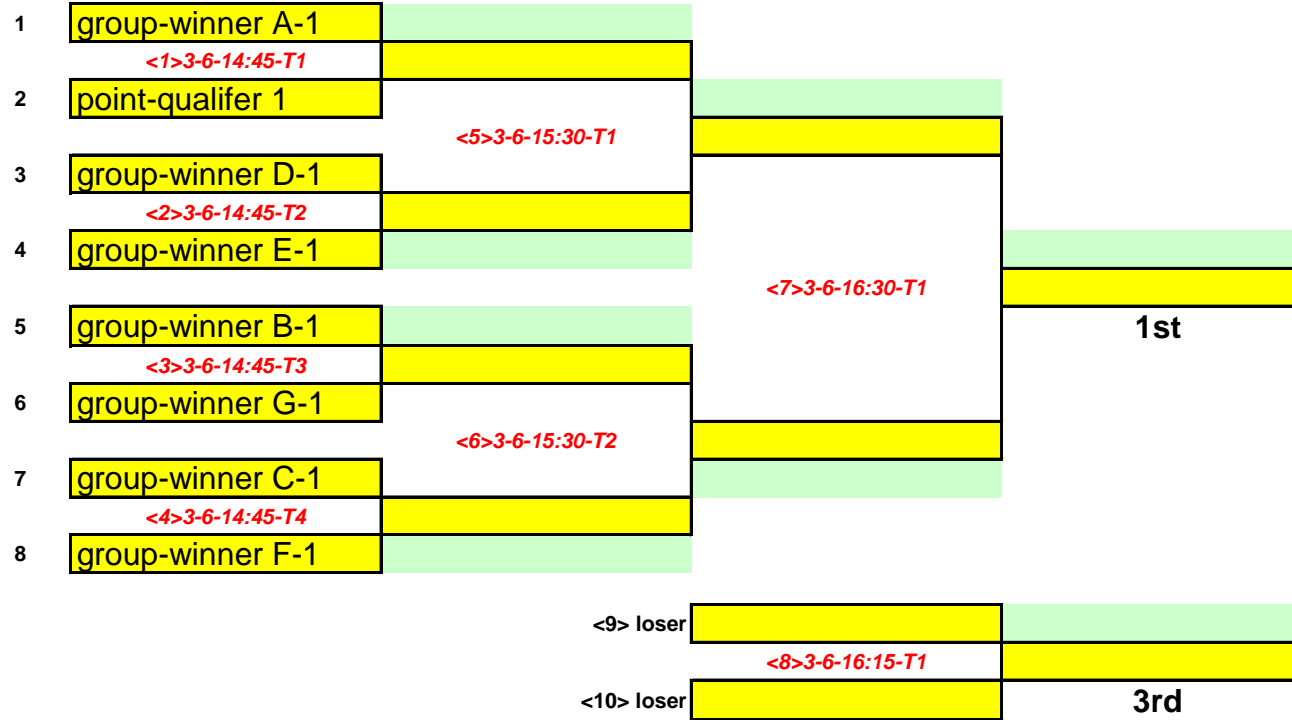 1 group-winner A-1
<1>3-6-14:45-T1
2 point-qualifer 1
<5>3-6-15:30-T1
3 group-winner D-1
<2>3-6-14:45-T2
4 group-winner E-1
<7>3-6-16:30-T1
5 group-winner B-1
1st
<3>3-6-14:45-T3
6 group-winner G-1
<6>3-6-15:30-T2
7 group-winner C-1
<4>3-6-14:45-T4
8 group-winner F-1
<9> loser
<8>3-6-16:15-T1
<10> loser
3rd